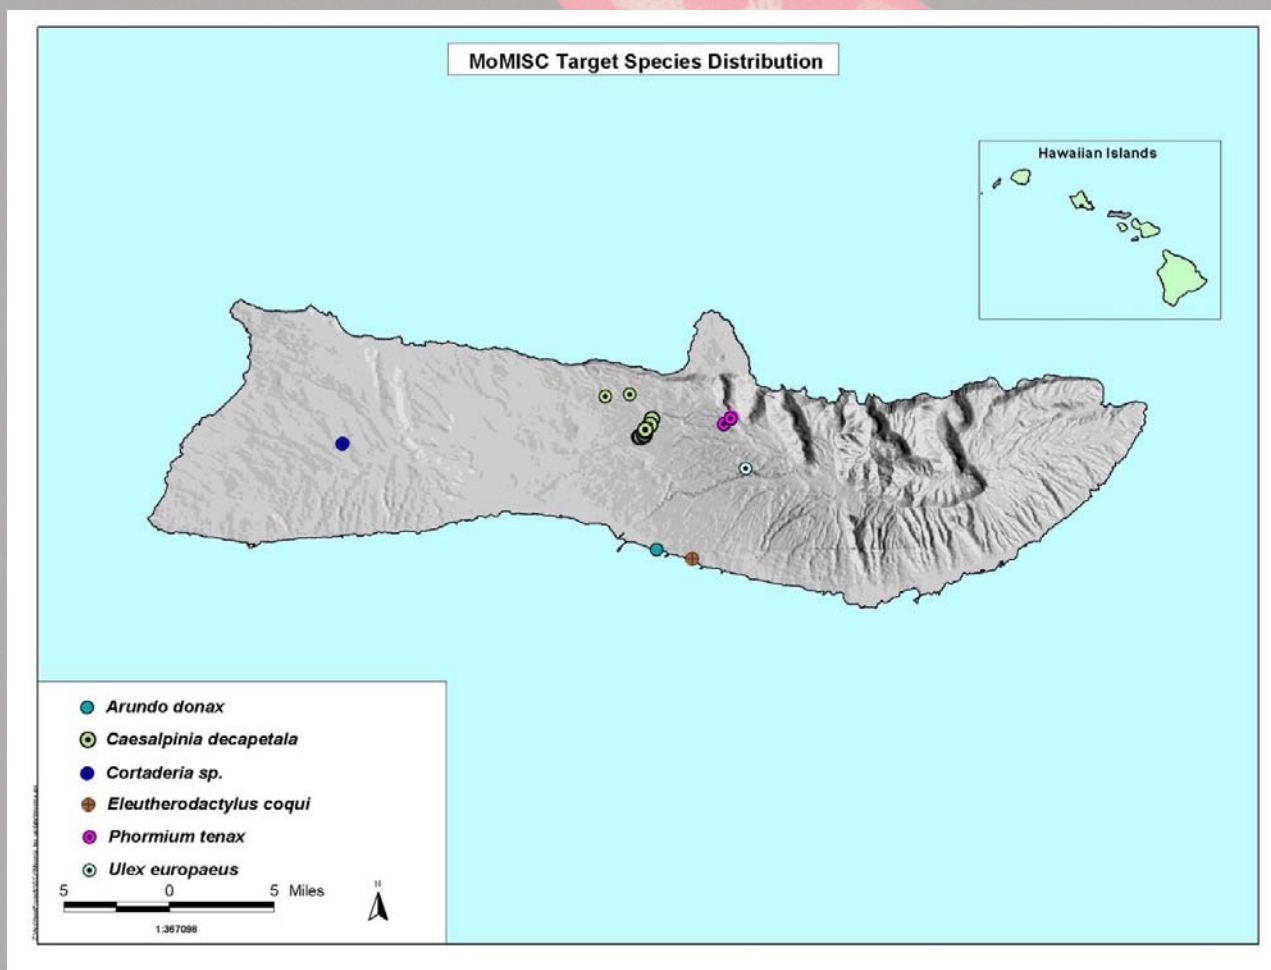 MoMISC Target Species Distribution
Hawaiian Islands
Arundo donax
Caesalpinia decapetala
Cortaderia sp.
Eleutherodactylus coqui
Phormium tenax
Ulex europaeus
5 0 5 Miles
N
1:367098